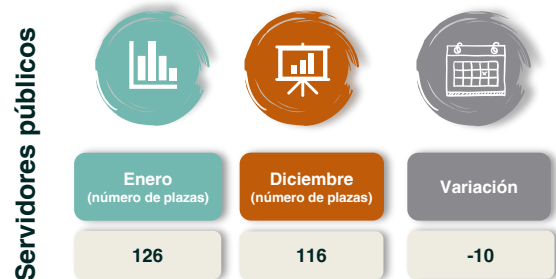 Servidores públicos
Enero
(número de plazas)
Diciembre
(número de plazas)
Variación
126
116
-10